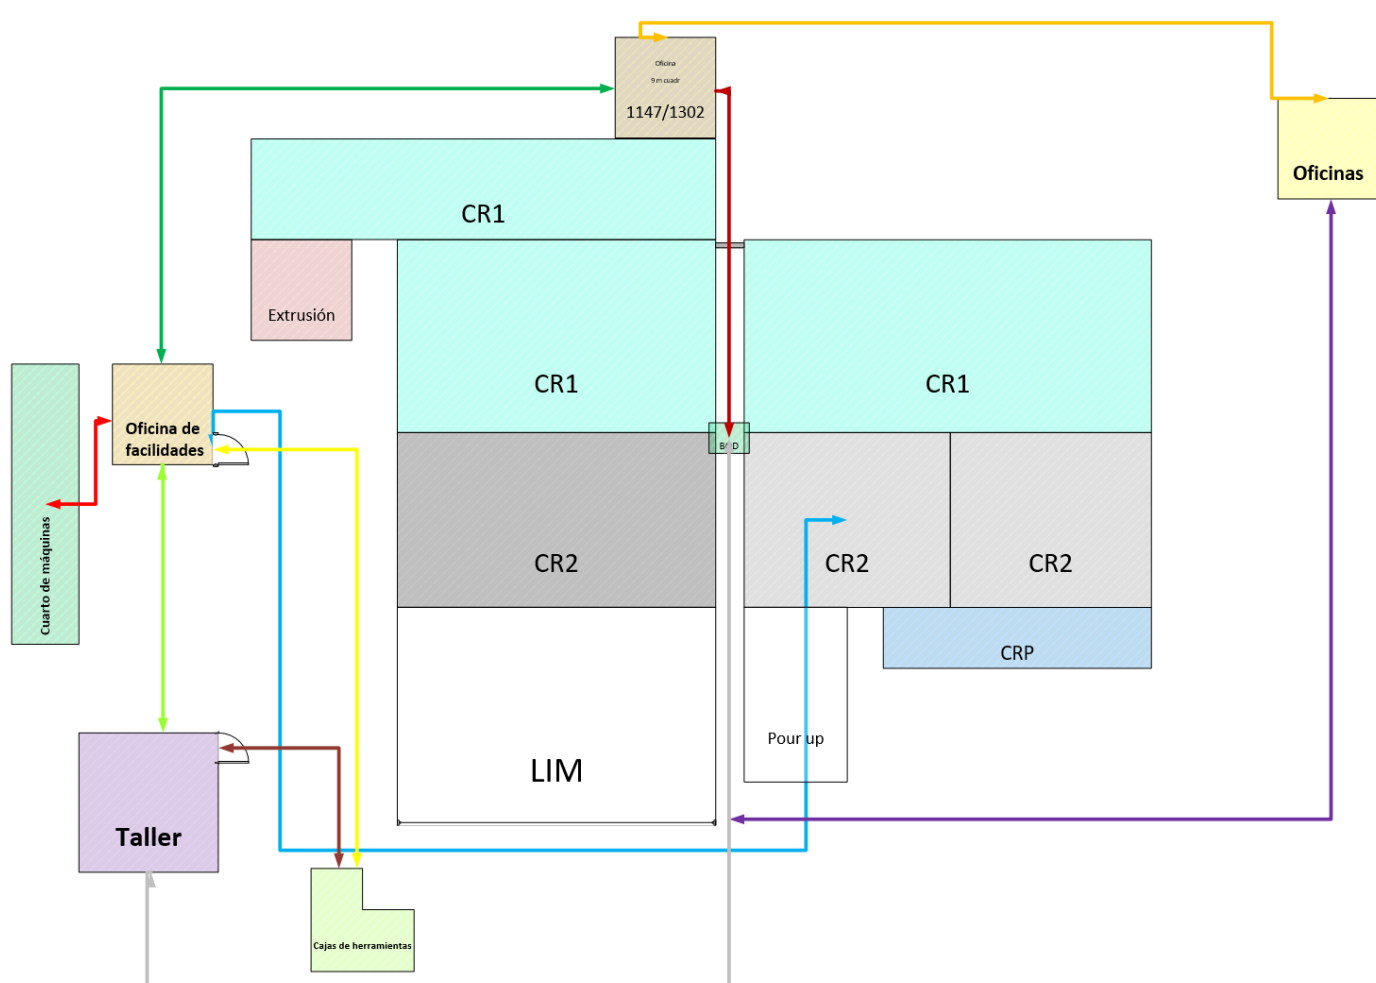 Oficina
9 m cuadr
1147/1302
Oficinas
CR1
Extrusión
CR1
CR1
Oficina de
facilidades
Cuarto de máquinas
CR2
CR2
CR2
CRP
Pour up
LIM
Taller
Cajas de herramientas